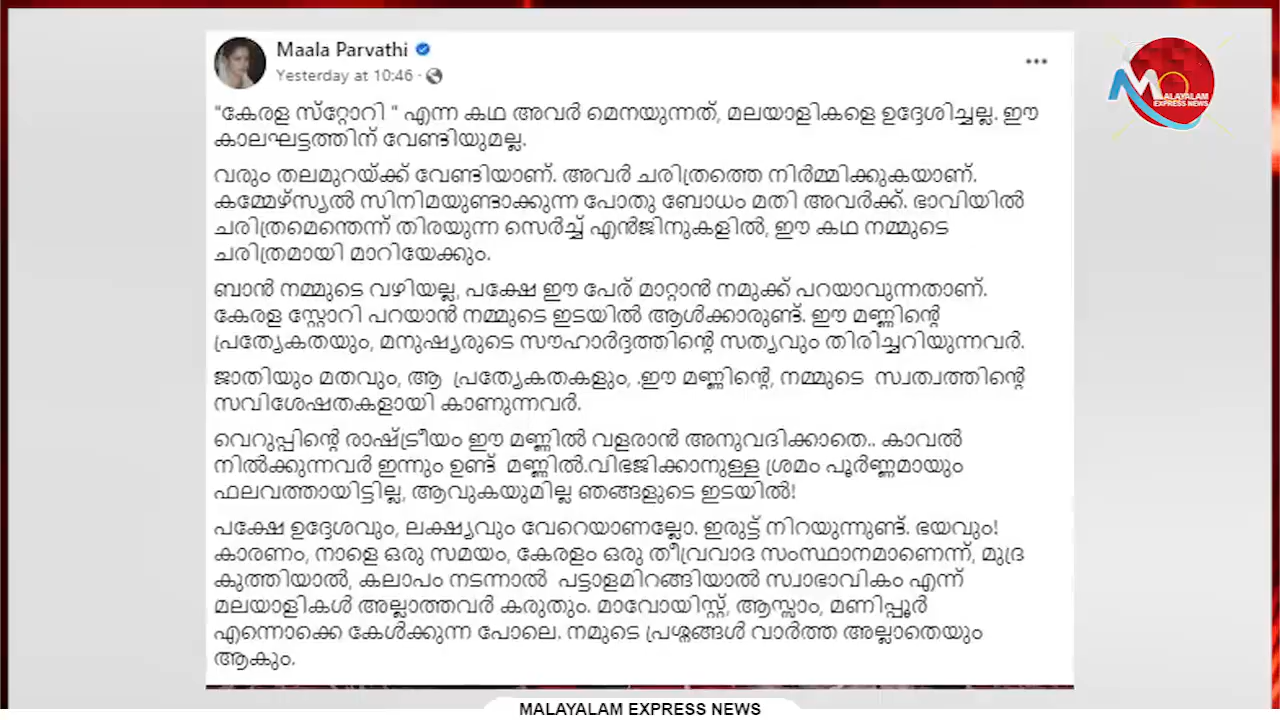 Maala Parvathi
Yesterday at 10:46 ·
"കേരള സ്റ്റോറി " എന്ന കഥ അവർ മെനയുന്നത്, മലയാളികളെ ഉദ്ദേശിച്ചല്ല. ഈ
കാലഘട്ടത്തിന് വേണ്ടിയുമല്ല.
വരും തലമുറയ്ക്ക് വേണ്ടിയാണ്. അവർ ചരിത്രത്തെ നിർമ്മിക്കുകയാണ്.
കമ്മേഴ്സ്യൽ സിനിമയുണ്ടാക്കുന്ന പോതു ബോധം മതി അവർക്ക്. ഭാവിയിൽ
ചരിത്രമെന്തെന്ന് തിരയുന്ന സെർച്ച് എൻജിനുകളിൽ, ഈ കഥ നമ്മുടെ
ചരിത്രമായി മാറിയേക്കും.
ബാൻ നമ്മുടെ വഴിയല്ല, പക്ഷേ ഈ പേര് മാറ്റാൻ നമുക്ക് പറയാവുന്നതാണ്.
കേരള സ്റ്റോറി പറയാൻ നമ്മുടെ ഇടയിൽ ആൾക്കാരുണ്ട്. ഈ മണ്ണിന്റെ
പ്രത്യേകതയും, മനുഷ്യരുടെ സൗഹാർദ്ദത്തിന്റെ സത്യവും തിരിച്ചറിയുന്നവർ.
ജാതിയും മതവും, ആ പ്രത്യേകതകളും, .ഈ മണ്ണിന്റെ, നമ്മുടെ സ്വത്വത്തിന്റെ
സവിശേഷതകളായി കാണുന്നവർ.
വെറുപ്പിന്റെ രാഷ്ട്രീയം ഈ മണ്ണിൽ വളരാൻ അനുവദിക്കാതെ.. കാവൽ
നിൽക്കുന്നവർ ഇന്നും ഉണ്ട് മണ്ണിൽ.വിഭജിക്കാനുള്ള ശ്രമം പൂർണ്ണമായും
ഫലവത്തായിട്ടില്ല, ആവുകയുമില്ല ഞങ്ങളുടെ ഇടയിൽ!
പക്ഷേ ഉദ്ദേശവും, ലക്ഷ്യവും വേറെയാണല്ലോ. ഇരുട്ട് നിറയുന്നുണ്ട്. ഭയവും!
കാരണം, നാളെ ഒരു സമയം, കേരളം ഒരു തീവ്രവാദ സംസ്ഥാനമാണെന്ന്, മുദ്ര
കുത്തിയാൽ, കലാപം നടന്നാൽ പട്ടാളമിറങ്ങിയാൽ സ്വാഭാവികം എന്ന്
മലയാളികൾ അല്ലാത്തവർ കരുതും. മാവോയിസ്റ്റ്, ആസ്സാം, മണിപ്പൂർ
എന്നൊക്കെ കേൾക്കുന്ന പോലെ. നമുടെ പ്രശ്നങ്ങൾ വാർത്ത അല്ലാതെയും
ആകും.
MALAYALAM
EXPRESS NEWS
MALAYALAM EXPRESS NEWS